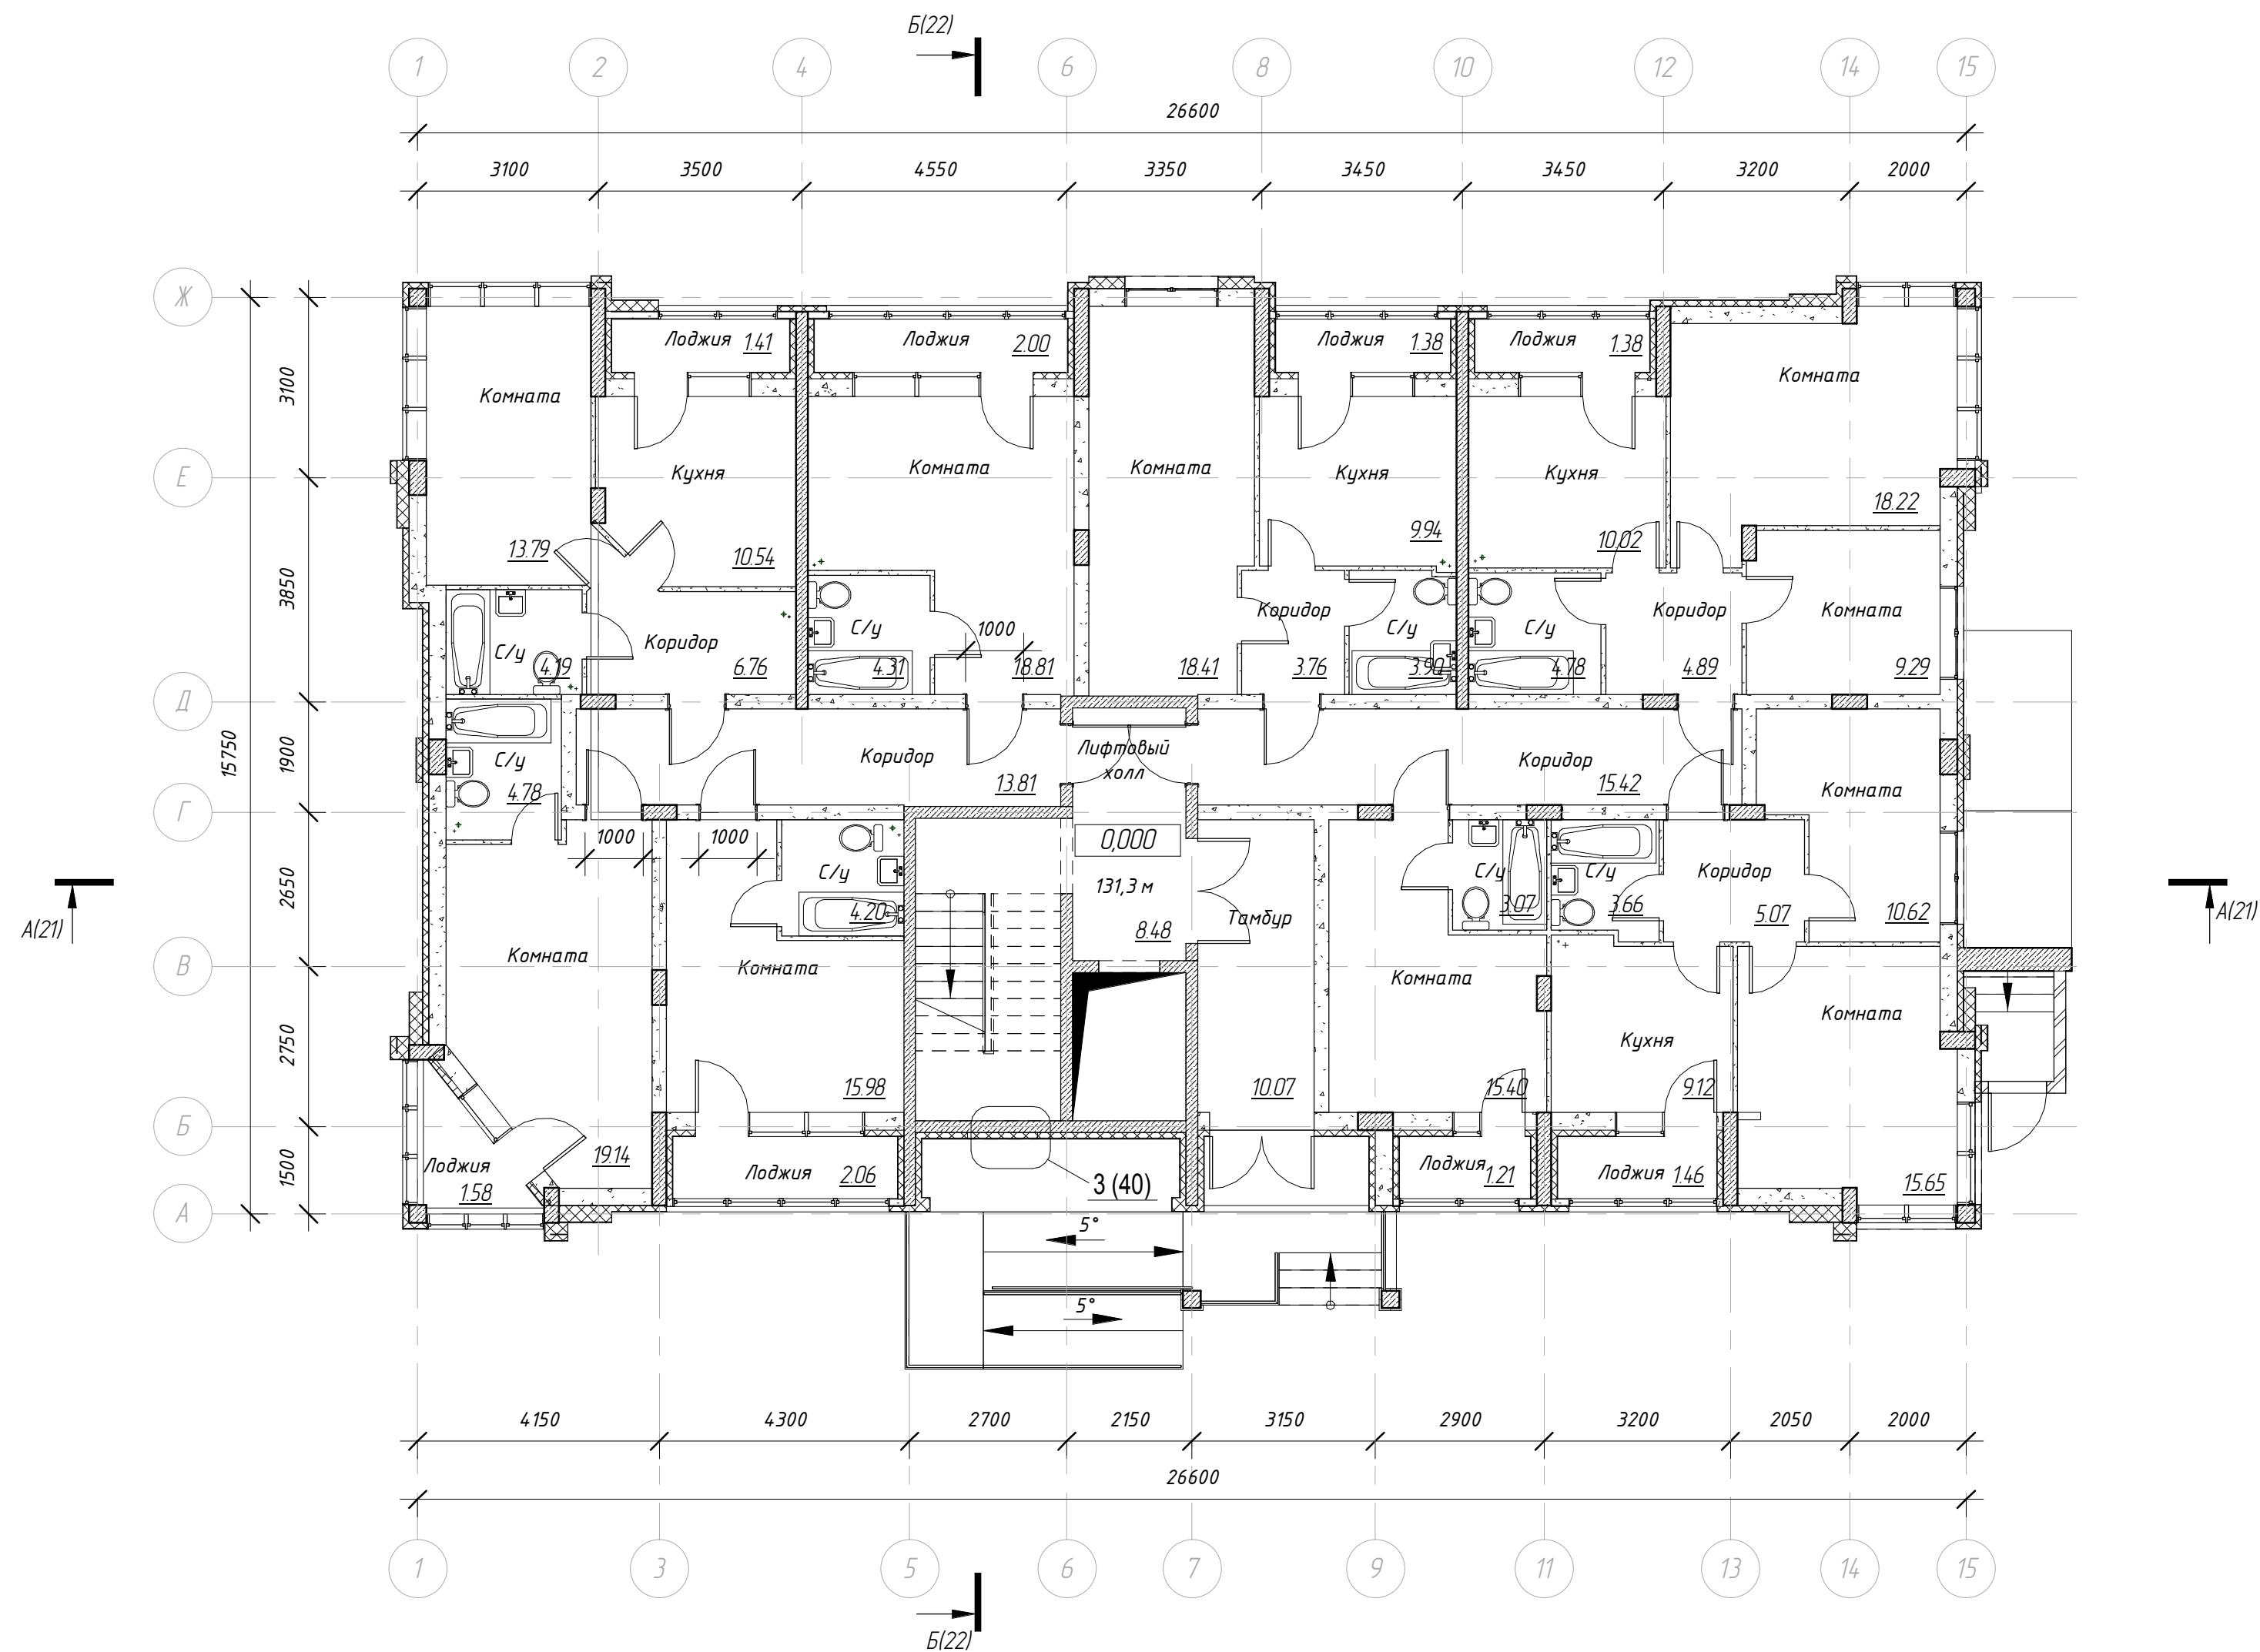 Б(22)
1 2 4 6 8 10 12 14 15
26600
3100 3500 4550 3350 3450 3450 3200 2000
Ж
Лоджия 1.41 Лоджия 2.00 Лоджия 1.38 Лоджия 1.38
3100 Комната Комната
Е Кухня Комната Комната Кухня Кухня
18.22
13.79 10.54 9.94 10.02
3850 Коридор Коридор Комната
С/у Коридор С/у 1000 С/у С/у
4.19 6.76 4.31 18.81 18.41 3.76 3.90 4.78 4.89 9.29
Д
15750 1900 С/у Коридор Лифтовый Коридор
холл
4.78 13.81 15.42 Комната
Г
1000 1000 0,000
2650 С/у 131,3 м С/у С/у Коридор
4.20 Тамбур 3.07 3.66 5.07 10.62
А(21) 8.48 А(21)
В Комната Комната Комната
2750 Кухня Комната
15.98 10.07 15.40 9.12
Б
1500 Лоджия 19.14 Лоджия 2.06 3 (40) Лоджия 1.21 Лоджия 1.46 15.65
1.58
А
5°
5°
4150 4300 2700 2150 3150 2900 3200 2050 2000
26600
1 3 5 6 7 9 11 13 14 15
Б(22)